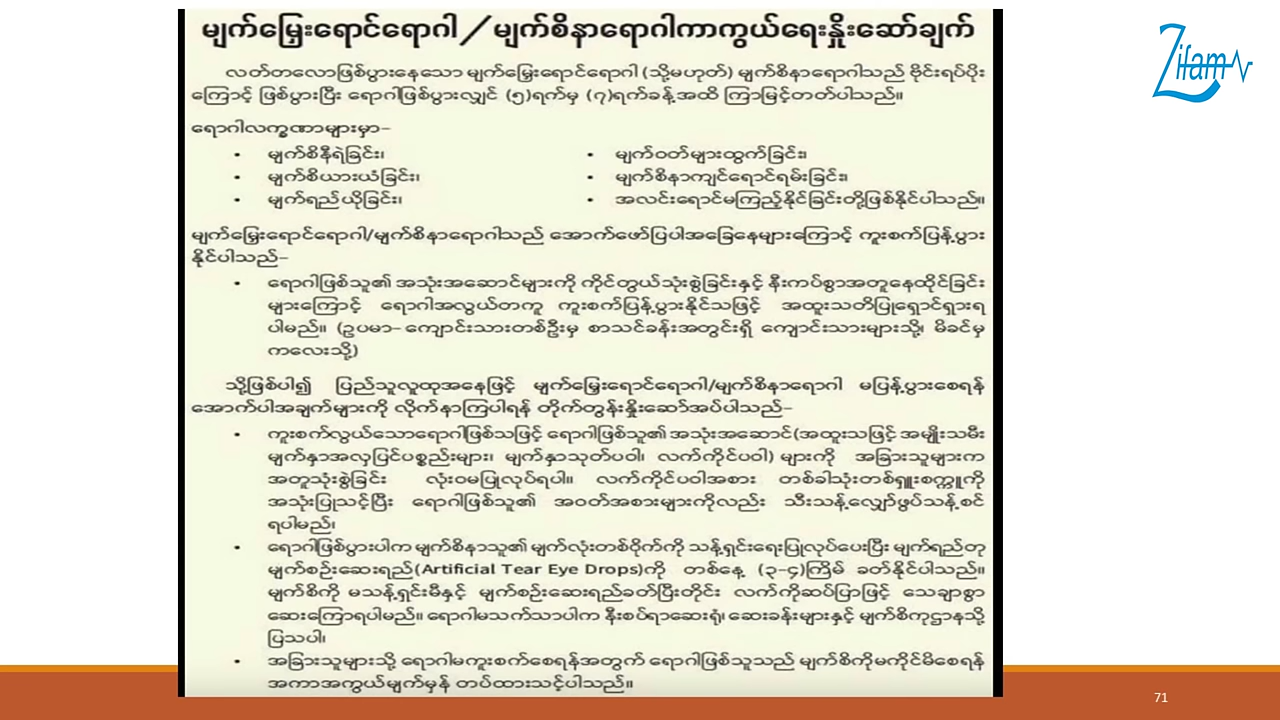 မျက်မြှေးရောင်ရောဂါ/မျက်စိနာရောဂါကာကွယ်ရေးနှိုးဆော်ချက်
Zifam
လတ်တလောဖြစ်ပွားနေသော မျက်မြှေးရောင်ရောဂါ (သို့မဟုတ်) မျက်စိနာရောဂါသည် ဗိုင်းရပ်ပိုး
ကြောင့် ဖြစ်ပွားပြီး ရောဂါဖြစ်ပွားလျှင် (၅)ရက်မှ (၇)ရက်ခန့်အထိ ကြာမြင့်တတ်ပါသည်။
ရောဂါလက္ခဏာများမှာ–
• မျက်စိနီရဲခြင်း၊
• မျက်စိယားယံခြင်း၊
• မျက်ရည်ယိုခြင်း၊
• မျက်ဝတ်များထွက်ခြင်း၊
• မျက်စိနာကျင်ရောင်ရမ်းခြင်း၊
• အလင်းရောင်မကြည့်နိုင်ခြင်းတို့ဖြစ်နိုင်ပါသည်။
မျက်မြှေးရောင်ရောဂါ/မျက်စိနာရောဂါသည် အောက်ဖော်ပြပါအခြေနေများကြောင့် ကူးစက်ပြန့်ပွား
နိုင်ပါသည်–
• ရောဂါဖြစ်သူ၏ အသုံးအဆောင်များကို ကိုင်တွယ်သုံးစွဲခြင်းနှင့် နီးကပ်စွာအတူနေထိုင်ခြင်း
များကြောင့် ရောဂါအလွယ်တကူ ကူးစက်ပြန့်ပွားနိုင်သဖြင့် အထူးသတိပြုရှောင်ရှားရ
ပါမည်။ (ဥပမာ– ကျောင်းသားတစ်ဦးမှ စာသင်ခန်းအတွင်းရှိ ကျောင်းသားများသို့၊ မိခင်မှ
ကလေးသို့)
သို့ဖြစ်ပါ၍ ပြည်သူလူထုအနေဖြင့် မျက်မြှေးရောင်ရောဂါ/မျက်စိနာရောဂါ မပြန့်ပွားစေရန်
အောက်ပါအချက်များကို လိုက်နာကြပါရန် တိုက်တွန်းနှိုးဆော်အပ်ပါသည်–
• ကူးစက်လွယ်သောရောဂါဖြစ်သဖြင့် ရောဂါဖြစ်သူ၏ အသုံးအဆောင်(အထူးသဖြင့် အမျိုးသမီး
မျက်နှာအလှပြင်ပစ္စည်းများ၊ မျက်နှာသုတ်ပဝါ၊ လက်ကိုင်ပဝါ) များကို အခြားသူများက
အတူသုံးစွဲခြင်း လုံးဝမပြုလုပ်ရပါ။ လက်ကိုင်ပဝါအစား တစ်ခါသုံးတစ်ရှူးစက္ကူကို
အသုံးပြုသင့်ပြီး ရောဂါဖြစ်သူ၏ အဝတ်အစားများကိုလည်း သီးသန့်လျှော်ဖွပ်သန့်စင်
ရပါမည်၊
• ရောဂါဖြစ်ပွားပါက မျက်စိနာသူ၏ မျက်လုံးတစ်ဝိုက်ကို သန့်ရှင်းရေးပြုလုပ်ပေးပြီး မျက်ရည်တု
မျက်စဉ်းဆေးရည်(Artificial Tear Eye Drops)ကို တစ်နေ့ (၃–၄)ကြိမ် ခတ်နိုင်ပါသည်။
မျက်စိကို မသန့်ရှင်းမီနှင့် မျက်စဉ်းဆေးရည်ခတ်ပြီးတိုင်း လက်ကိုဆပ်ပြာဖြင့် သေချာစွာ
ဆေးကြောရပါမည်။ ရောဂါမသက်သာပါက နီးစပ်ရာဆေးရုံ၊ ဆေးခန်းများနှင့် မျက်စိကုဌာနသို့
ပြသပါ၊
• အခြားသူများသို့ ရောဂါမကူးစက်စေရန်အတွက် ရောဂါဖြစ်သူသည် မျက်စိကိုမကိုင်မိစေရန်
အကာအကွယ်မျက်မှန် တပ်ထားသင့်ပါသည်။
71